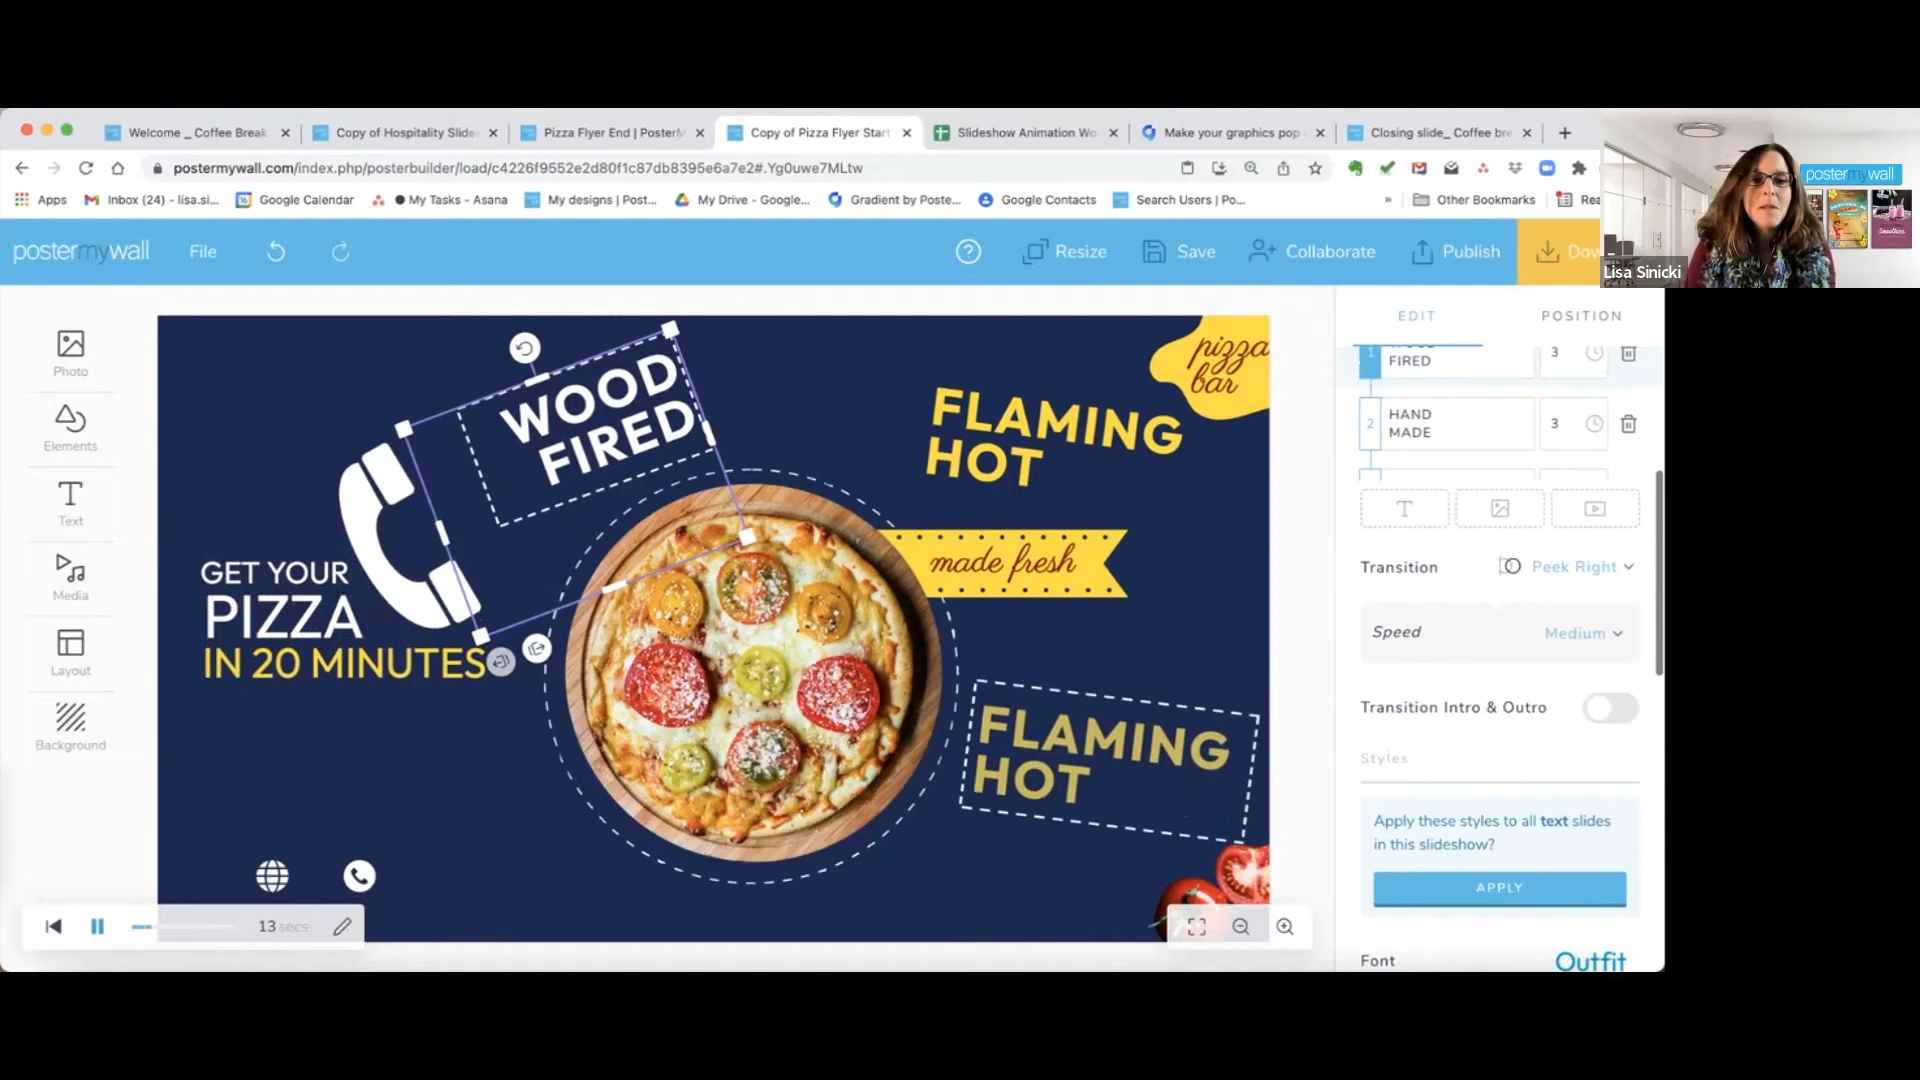 Welcome _ Coffee Break
Copy of Hospitality Slide
Pizza Flyer End | PosterM
Copy of Pizza Flyer Start
Slideshow Animation Wo
Make your graphics pop
Closing slide_ Coffee bre
postermywall.com/index.php/posterbuilder/load/c4226f9552e2d80f1c87db8395e6a7e2#.Yg0uwe7MLtw
Apps
Inbox (24) - lisa.si...
Google Calendar
My Tasks - Asana
My designs | Post...
My Drive - Google...
Gradient by Poste...
Google Contacts
Search Users | Po...
»
Other Bookmarks
Rea
postermywall
Lisa Sinicki
postermywall
File
Resize
Save
Collaborate
Publish
Dow
Photo
Elements
Text
Media
Layout
Background
WOOD
FIRED
GET YOUR
PIZZA
IN 20 MINUTES
pizza
bar
FLAMING
HOT
made fresh
FLAMING
HOT
13 secs
EDIT
POSITION
1
FIRED
3
2
HAND
MADE
3
Transition
Peek Right
Speed
Medium
Transition Intro & Outro
Styles
Apply these styles to all text slides
in this slideshow?
APPLY
Font
Outfit